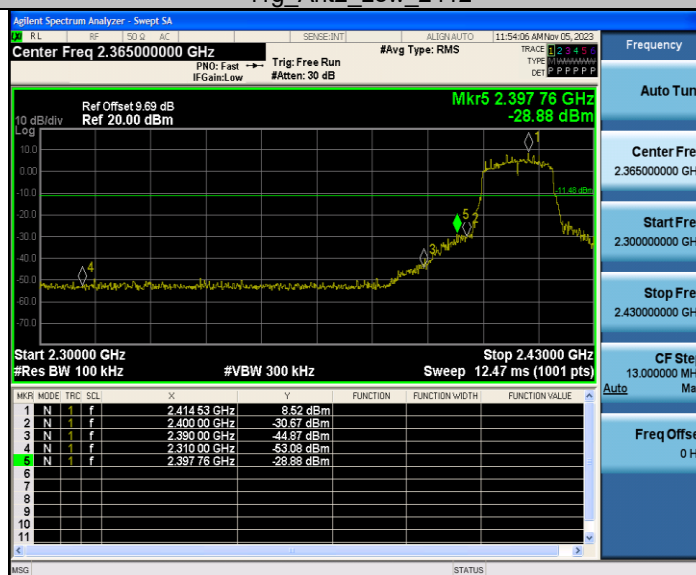 Agilent Spectrum Analyzer - Swept SA
RL RF 50 Ω AC SENSE:INT ALIGN AUTO 11:54:06 AM Nov 05, 2023
Center Freq 2.365000000 GHz
PNO: Fast
IFGain:Low
Trig: Free Run
#Atten: 30 dB
#Avg Type: RMS
TRACE 1 2 3 4 5 6
TYPE M
DET P P P P P P
Frequency
Ref Offset 9.69 dB
10 dB/div Ref 20.00 dBm
Log
Mkr5 2.397 76 GHz
-28.88 dBm
10.0
0.00
-10.0
-20.0
-30.0
-40.0
-50.0
-60.0
-70.0
-11.48 dBm
1
5 2
3
4
Start 2.30000 GHz Stop 2.43000 GHz
#Res BW 100 kHz #VBW 300 kHz Sweep 12.47 ms (1001 pts)
MKR MODE TRC SCL X Y FUNCTION FUNCTION WIDTH FUNCTION VALUE
1 N 1 f 2.414 53 GHz 8.52 dBm
2 N 1 f 2.400 00 GHz -30.67 dBm
3 N 1 f 2.390 00 GHz -44.87 dBm
4 N 1 f 2.310 00 GHz -53.08 dBm
5 N 1 f 2.397 76 GHz -28.88 dBm
6
7
8
9
10
11
MSG STATUS
Auto Tun
Center Fre
2.365000000 GH
Start Fre
2.300000000 GH
Stop Fre
2.430000000 GH
CF Ste
13.000000 MH
Auto Ma
Freq Offse
0 H